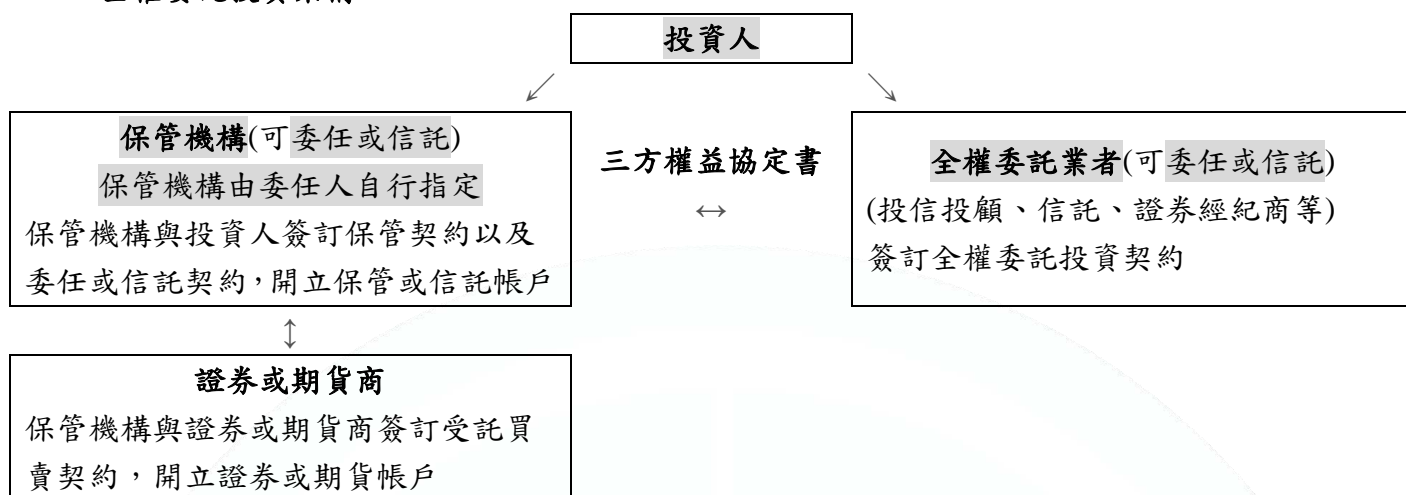 投資人
保管機構(可委任或信託)
保管機構由委任人自行指定
保管機構與投資人簽訂保管契約以及
委任或信託契約，開立保管或信託帳戶
三方權益協定書
↔
全權委託業者(可委任或信託)
(投信投顧、信託、證券經紀商等)
簽訂全權委託投資契約
證券或期貨商
保管機構與證券或期貨商簽訂受託買
賣契約，開立證券或期貨帳戶